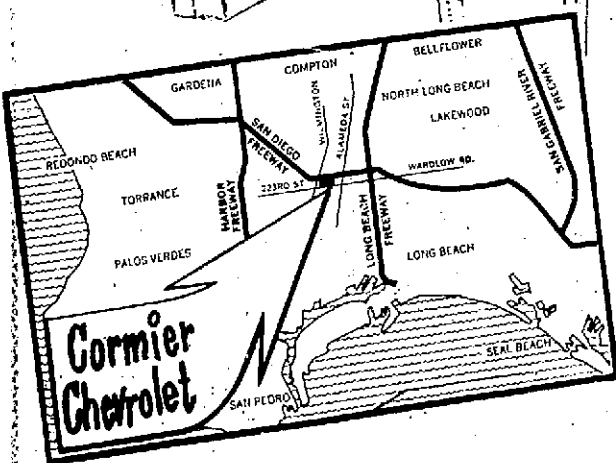 BELLFLOWER
COMPTON
GARDENA
NORTH LONG BEACH
LAKEWOOD
SAN GABRIEL RIVER
FREEWAY
WILMINGTON
ALAMEDA ST
SAN DIEGO
FREEWAY
REDONDO BEACH
WARDLOW RD.
223RD ST
TORRANCE
HARBOR
FREEWAY
LONG BEACH
FREEWAY
PALOS VERDES
LONG BEACH
Cormier
Chevrolet
SEAL BEACH
SAN PEDRO